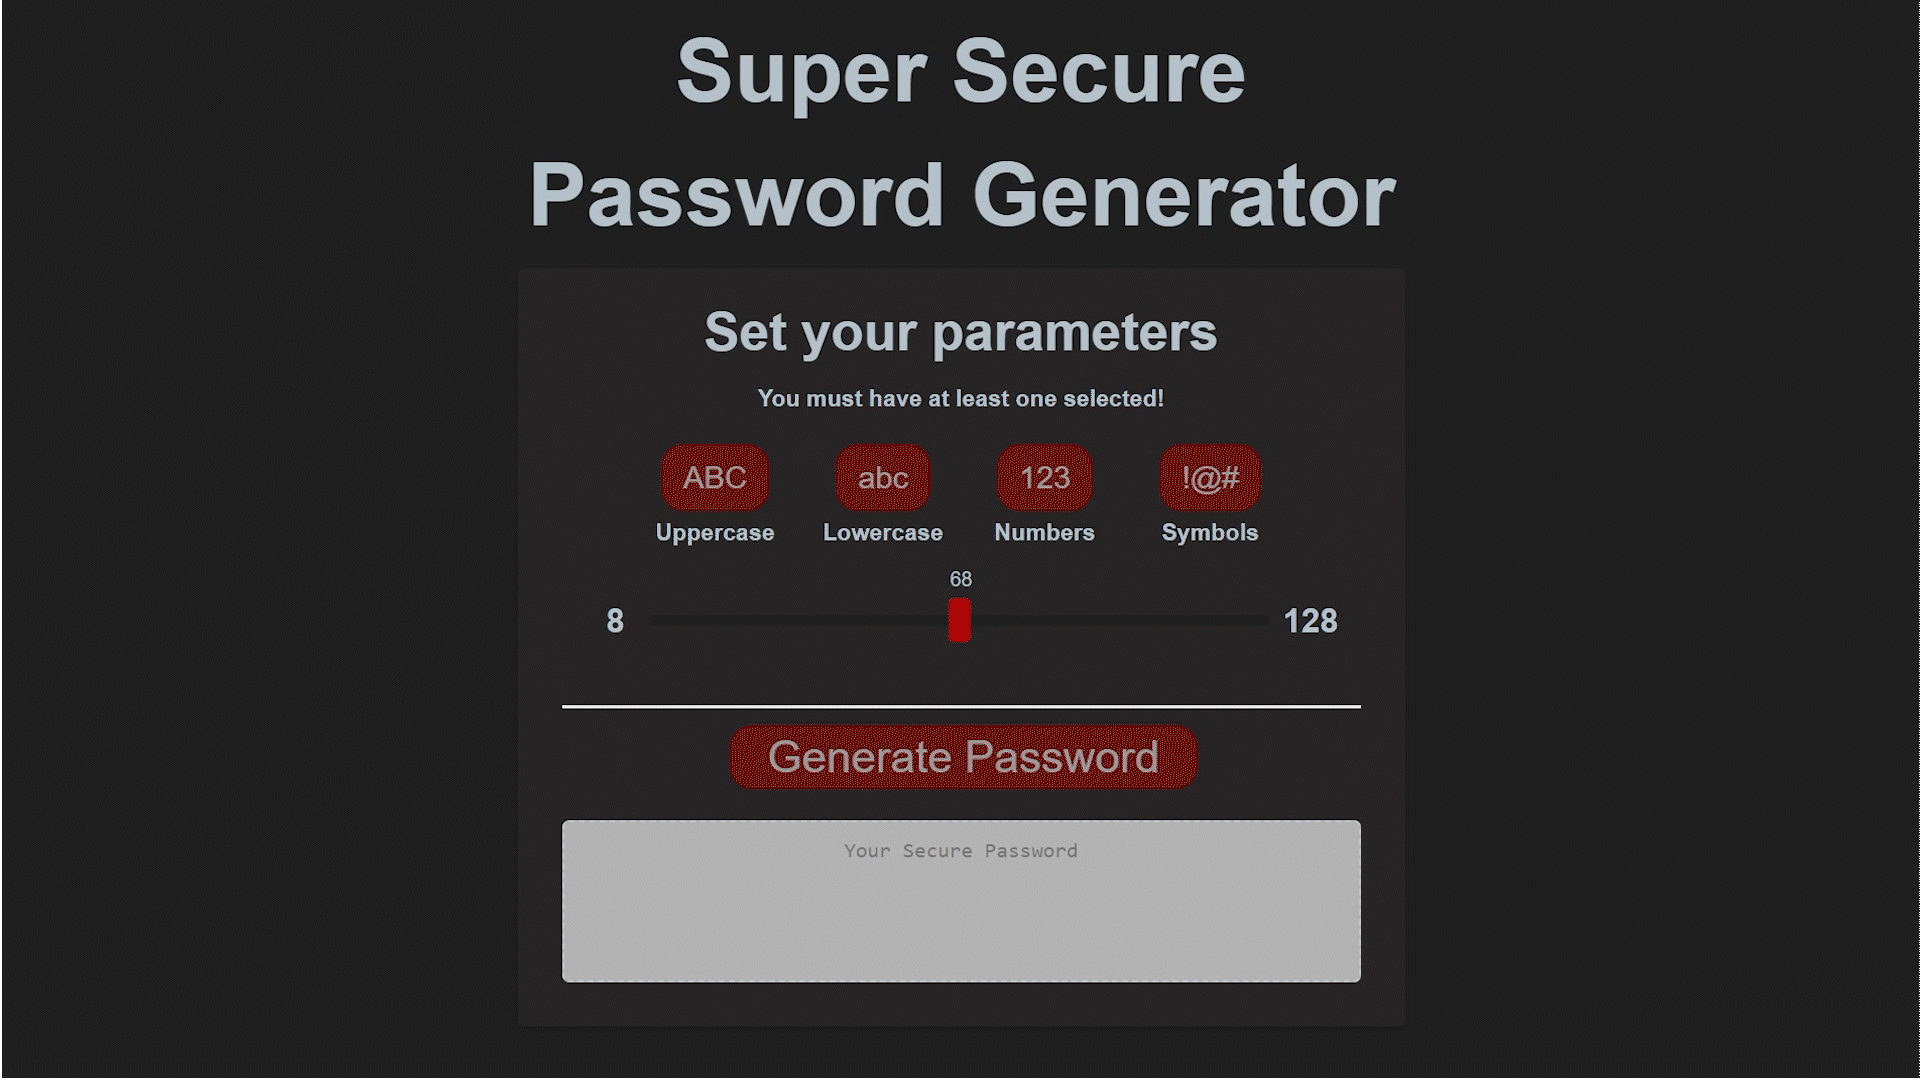 Super Secure
Password Generator
Set your parameters
You must have at least one selected!
ABC abc 123 !@#
Uppercase Lowercase Numbers Symbols
68
8 128
Generate Password
Your Secure Password